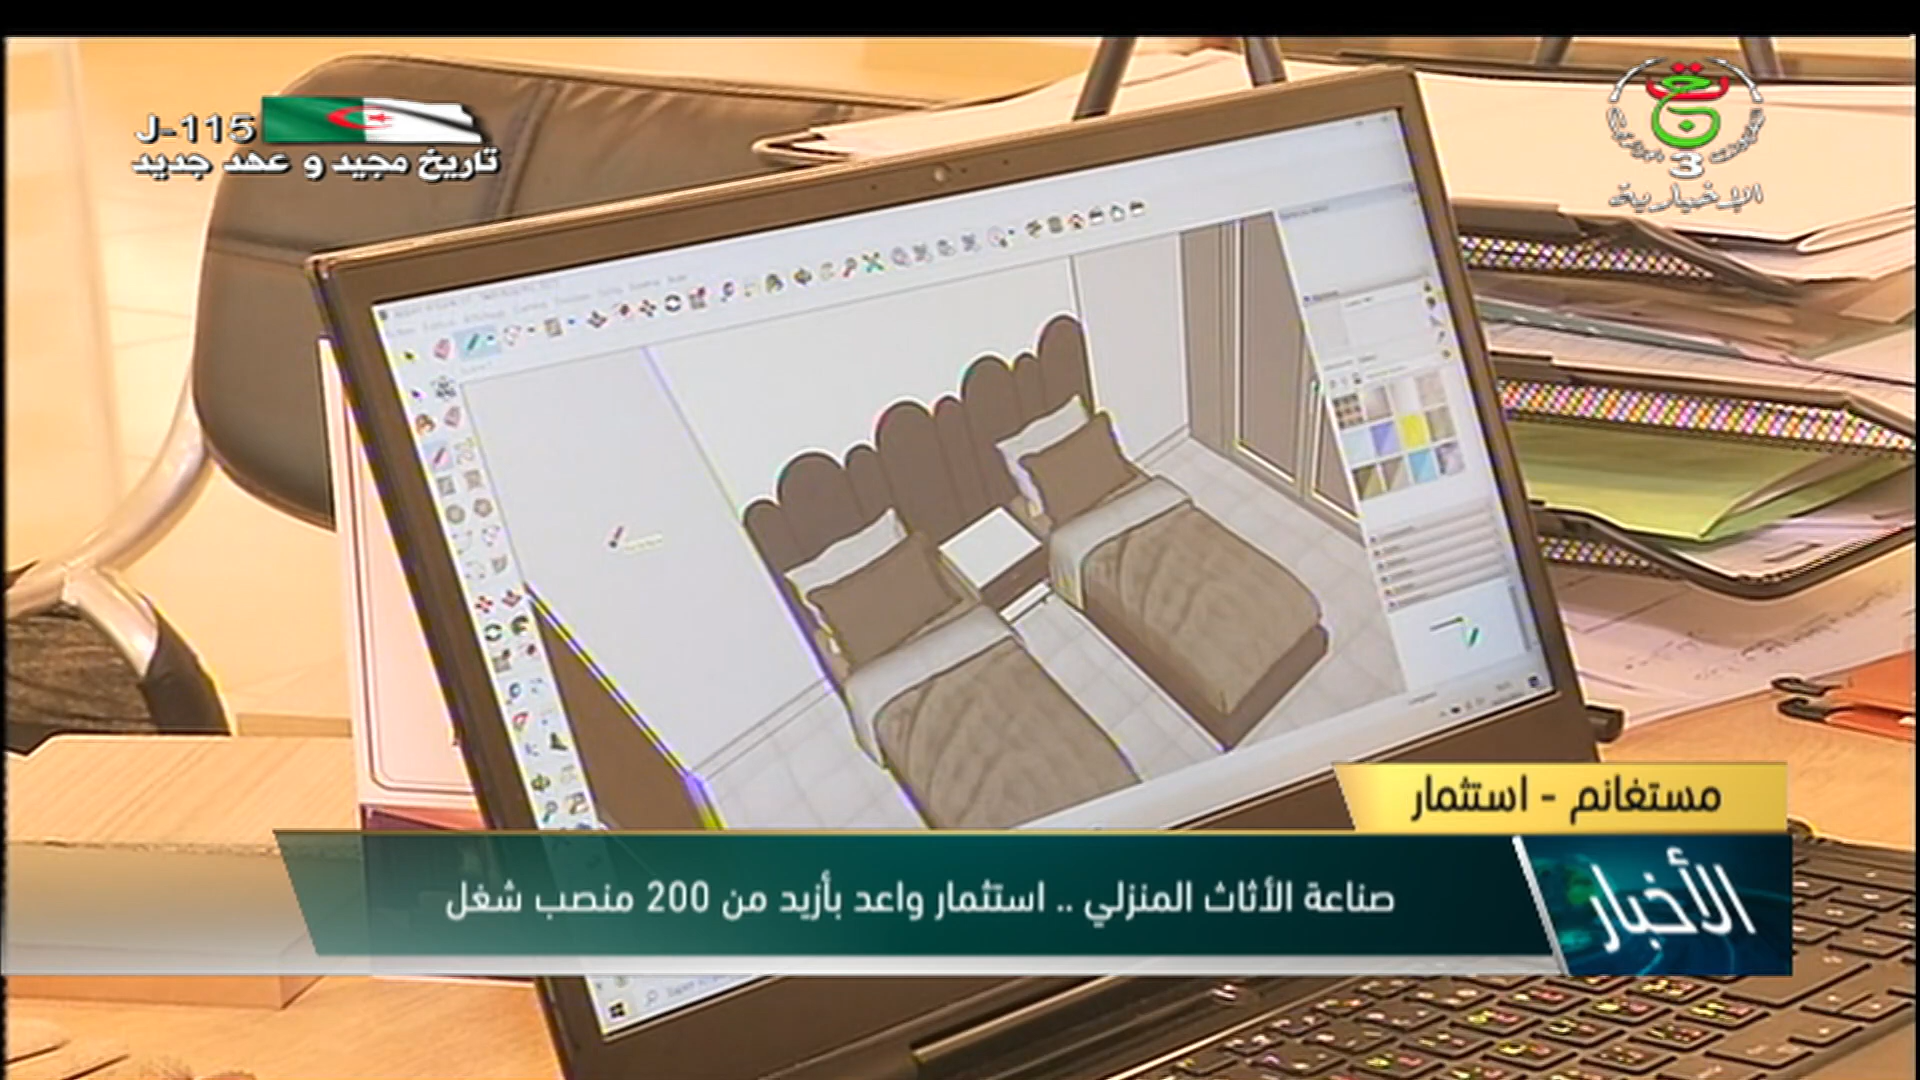 J-115
تاريخ مجيد و عهد جديد
3
الإخبارية
مستغانم - استثمار
صناعة الأثاث المنزلي .. استثمار واعد بأزيد من 200 منصب شغل
الأخبار